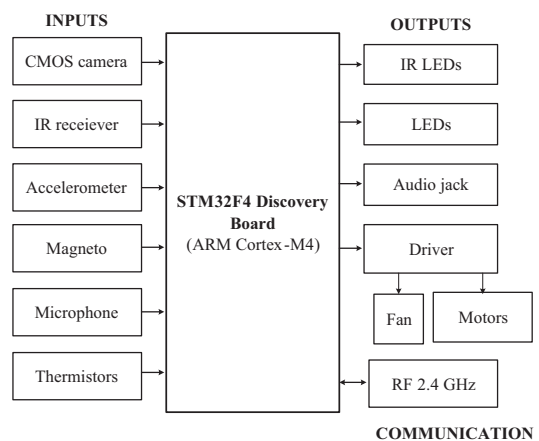 INPUTS
CMOS camera
IR receiever
Accelerometer
Magneto
Microphone
Thermistors
STM32F4 Discovery
Board
(ARM Cortex-M4)
OUTPUTS
IR LEDs
LEDs
Audio jack
Driver
Fan
Motors
RF 2.4 GHz
COMMUNICATION